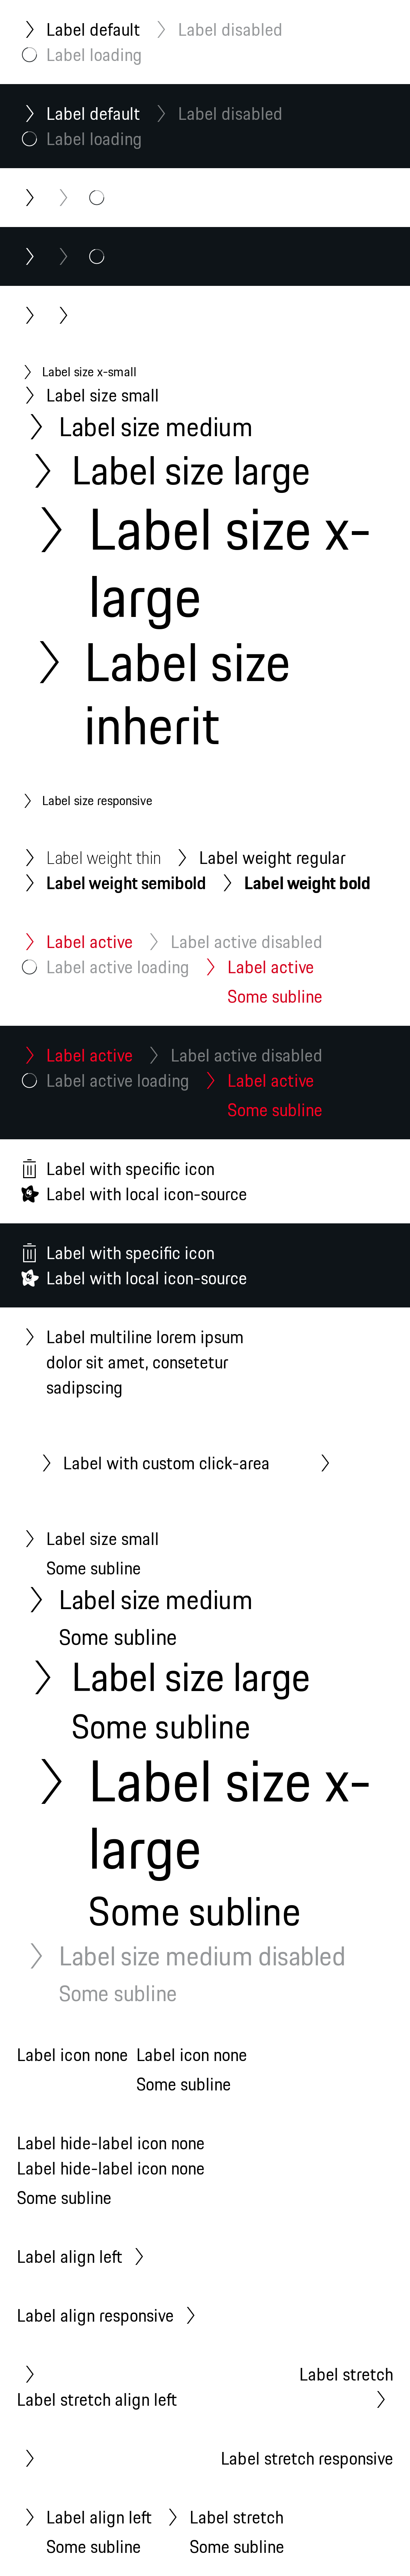 Label default Label disabled
Label loading
Label default Label disabled
Label loading
Label size x-small
Label size small
Label size medium
Label size large
Label size x-
large
Label size
inherit
Label size responsive
Label weight thin Label weight regular
Label weight semibold Label weight bold
Label active Label active disabled
Label active loading Label active
Some subline
Label active Label active disabled
Label active loading Label active
Some subline
Label with specific icon
Label with local icon-source
Label with specific icon
Label with local icon-source
Label multiline lorem ipsum
dolor sit amet, consetetur
sadipscing
Label with custom click-area
Label size small
Some subline
Label size medium
Some subline
Label size large
Some subline
Label size x-
large
Some subline
Label size medium disabled
Some subline
Label icon none Label icon none
Some subline
Label hide-label icon none
Label hide-label icon none
Some subline
Label align left
Label align responsive
Label stretch
Label stretch align left
Label stretch responsive
Label align left Label stretch
Some subline Some subline